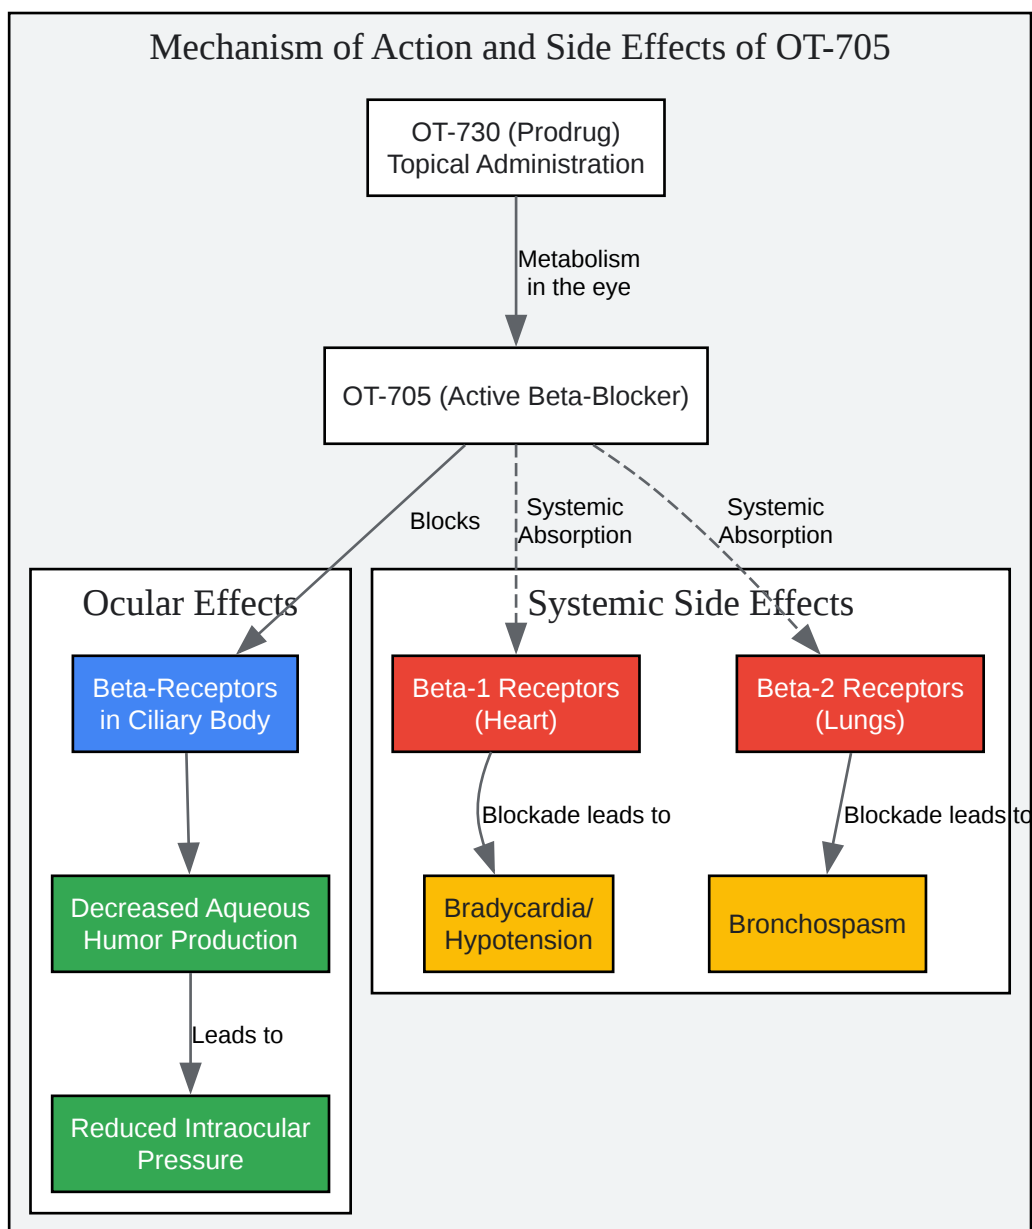 Mechanism of Action and Side Effects of OT-705
OT-730 (Prodrug)
Topical Administration
Metabolism
in the eye
OT-705 (Active Beta-Blocker)
Blocks
Systemic
Absorption
Systemic
Absorption
Ocular Effects
Systemic Side Effects
Beta-Receptors
in Ciliary Body
Beta-1 Receptors
(Heart)
Beta-2 Receptors
(Lungs)
Blockade leads to
Blockade leads to
Decreased Aqueous
Humor Production
Bradycardia/
Hypotension
Bronchospasm
Leads to
Reduced Intraocular
Pressure